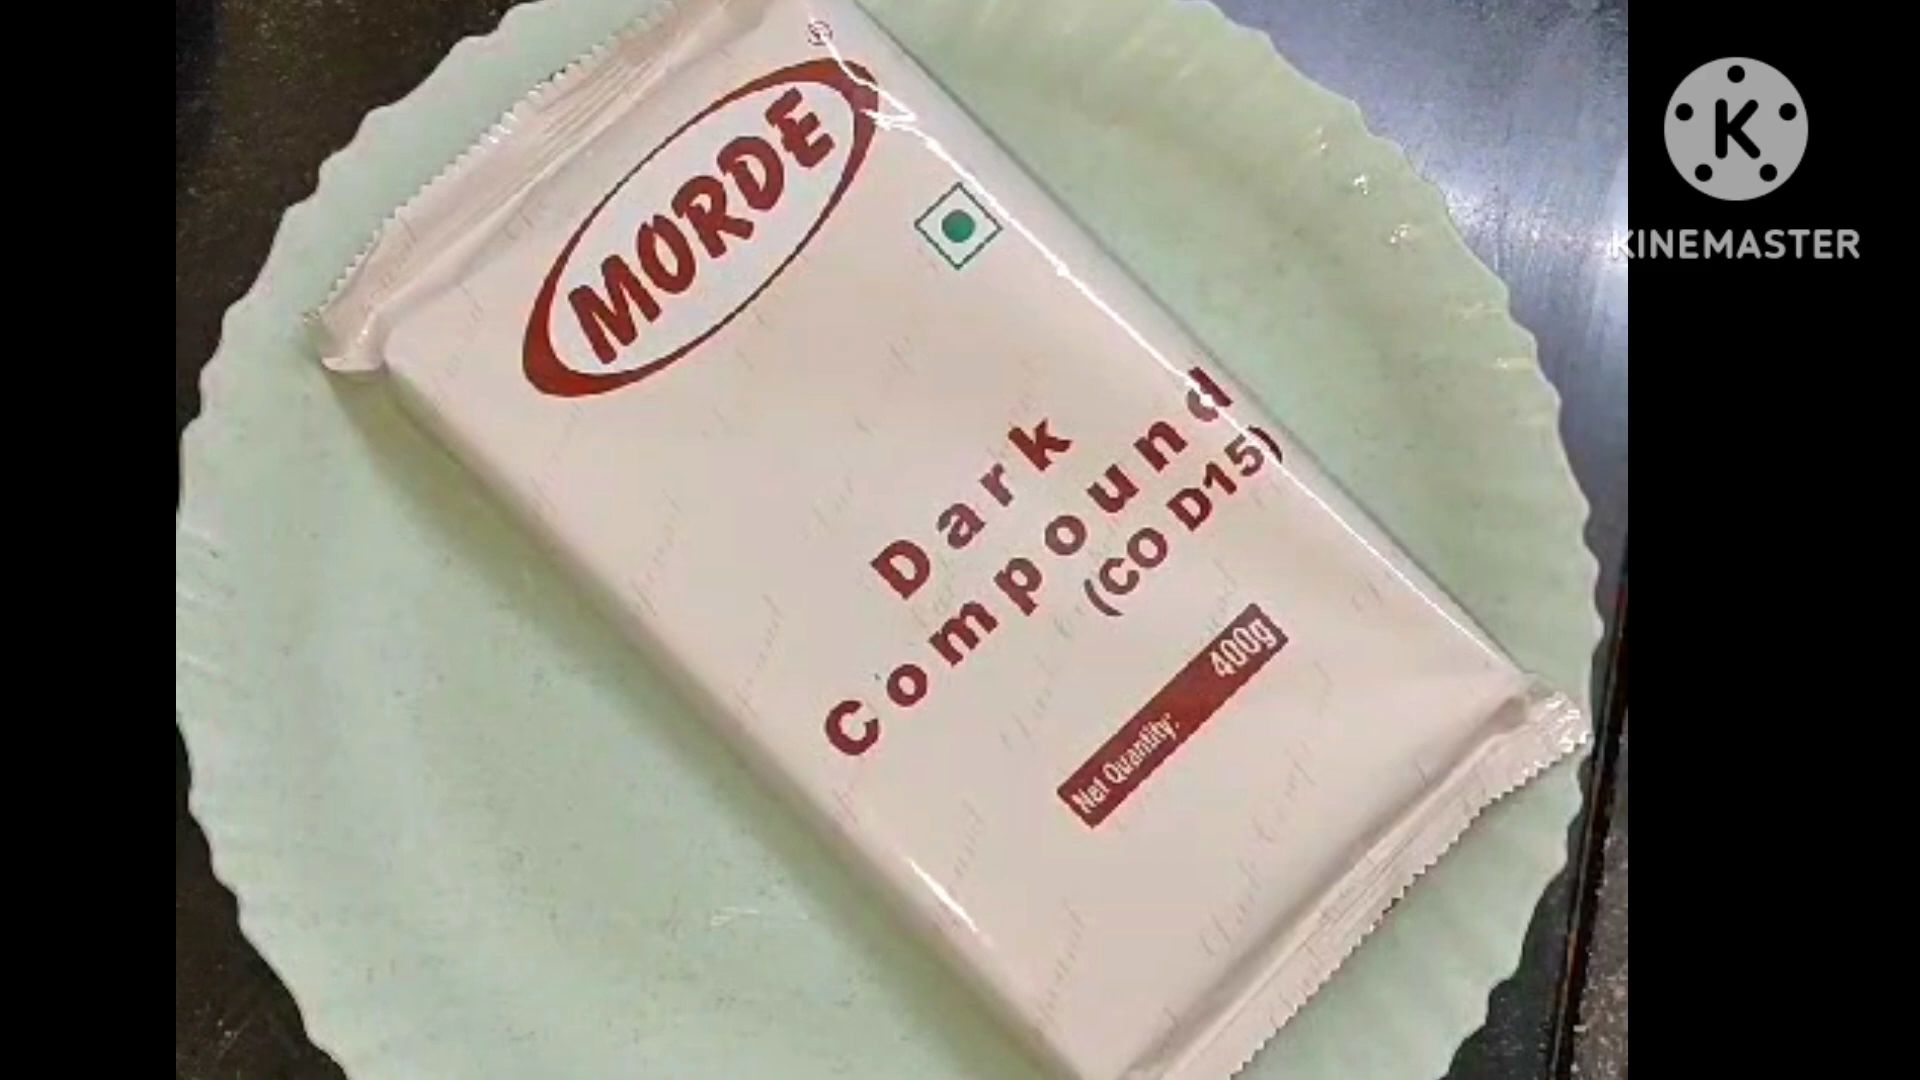 MORDE
®
Dark
Compound
(CO D15)
Net Quantity: 400g
K
KINEMASTER